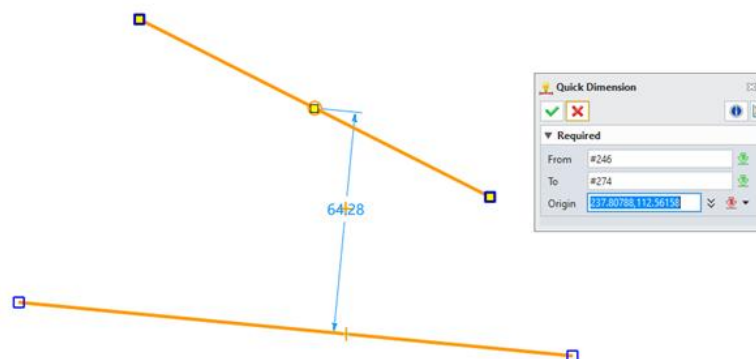 64.28
Quick Dimension
Required
From #246
To #274
Origin 237.80788,112.56158